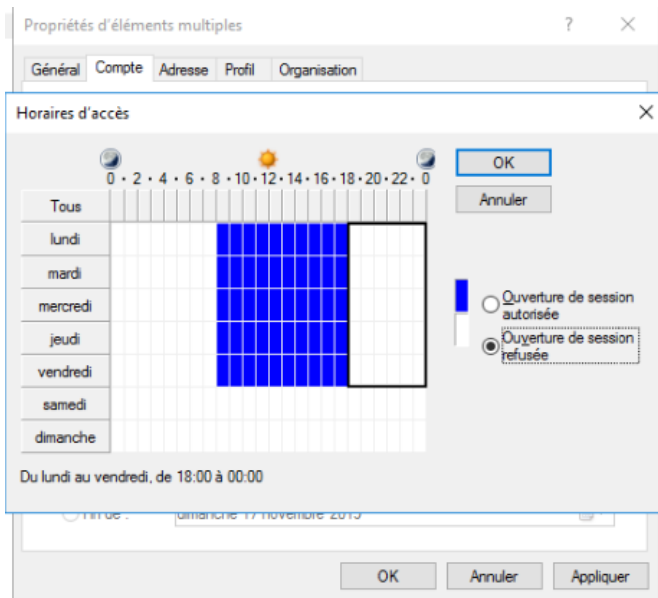 Propriétés d'éléments multiples ? ×
Général Compte Adresse Profil Organisation
Horaires d'accès ×
0 · 2 · 4 · 6 · 8 · 10 · 12 · 14 · 16 · 18 · 20 · 22 · 0
OK
Annuler
Tous
lundi
mardi
mercredi
jeudi
vendredi
samedi
dimanche
Ouverture de session
autorisée
Ouverture de session
refusée
Du lundi au vendredi, de 18:00 à 00:00
dimanche 17 novembre
OK Annuler Appliquer